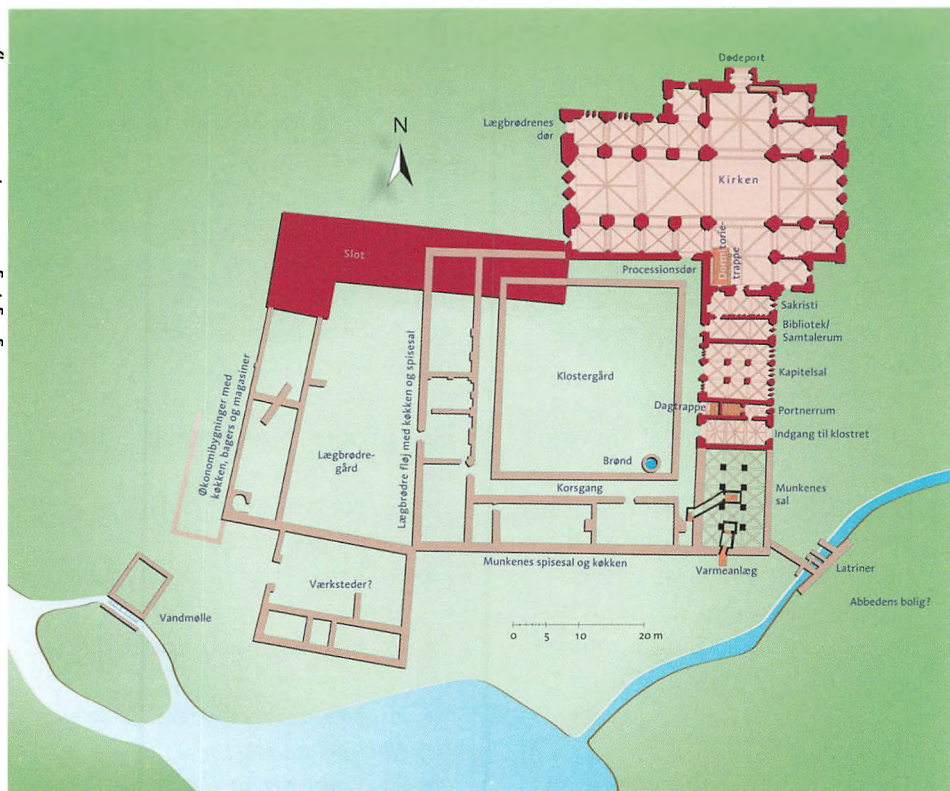 Dødeport
Lægbrødrenes
dør
N
Kirken
Slot
Processionsdør
Dormitorie-
trappe
Sakristi
Bibliotek/
Samtalerum
Kapitelsal
Klostergård
Dagtrappe
Portnerrum
Indgang til klostret
Økonomibygninger med
køkken, bagers og magasiner
Lægbrødre-
gård
Lægbrødre fløj med køkken og spisesal
Brønd
Korsgang
Munkenes
sal
Munkenes spisesal og køkken
Varmeanlæg
Latriner
Abbedens bolig?
Værksteder?
Vandmølle
0 5 10 20 m